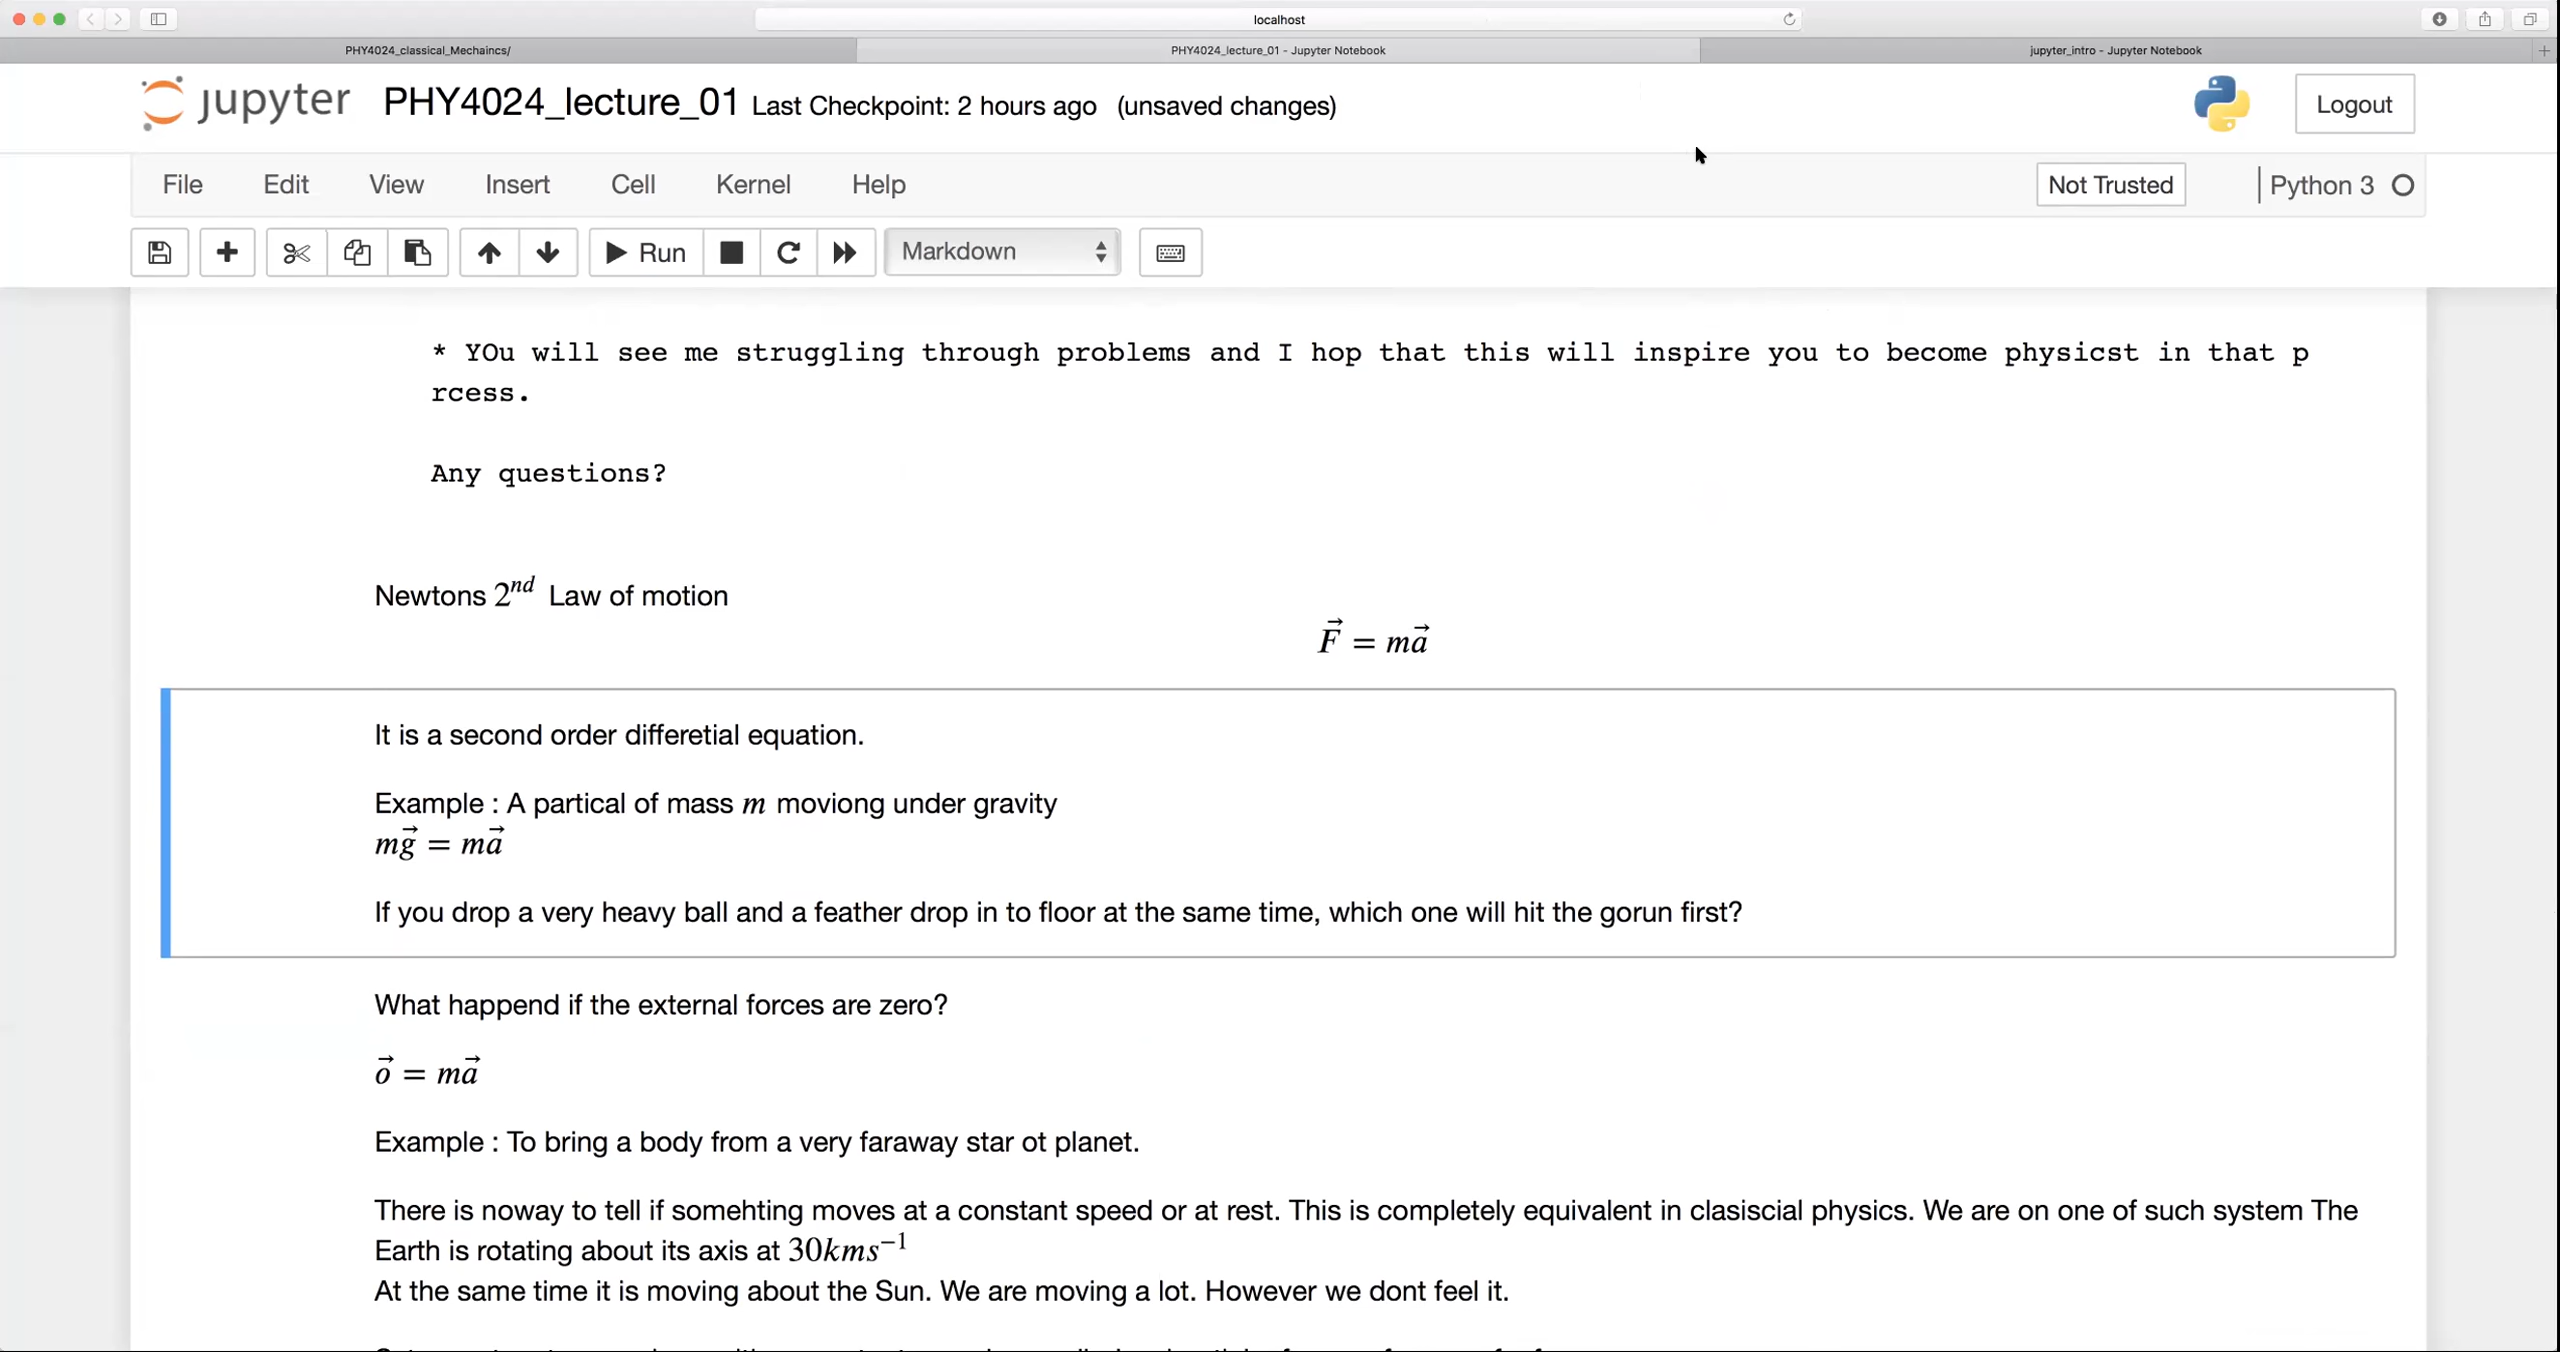 localhost
PHY4024_classical_Mechaincs/
PHY4024_lecture_01 - Jupyter Notebook
jupyter_intro - Jupyter Notebook
jupyter PHY4024_lecture_01 Last Checkpoint: 2 hours ago (unsaved changes)
Logout
File Edit View Insert Cell Kernel Help
Not Trusted
Python 3
Run
Markdown
* YOu will see me struggling through problems and I hop that this will inspire you to become physicst in that p
rcess.
Any questions?
Newtons 2^{nd} Law of motion
\vec{F} = m\vec{a}
It is a second order differetial equation.
Example : A partical of mass m moviong under gravity
m\vec{g} = m\vec{a}
If you drop a very heavy ball and a feather drop in to floor at the same time, which one will hit the gorun first?
What happend if the external forces are zero?
\vec{o} = m\vec{a}
Example : To bring a body from a very faraway star ot planet.
There is noway to tell if somehting moves at a constant speed or at rest. This is completely equivalent in clasiscial physics. We are on one of such system The
Earth is rotating about its axis at 30kms^{-1}
At the same time it is moving about the Sun. We are moving a lot. However we dont feel it.